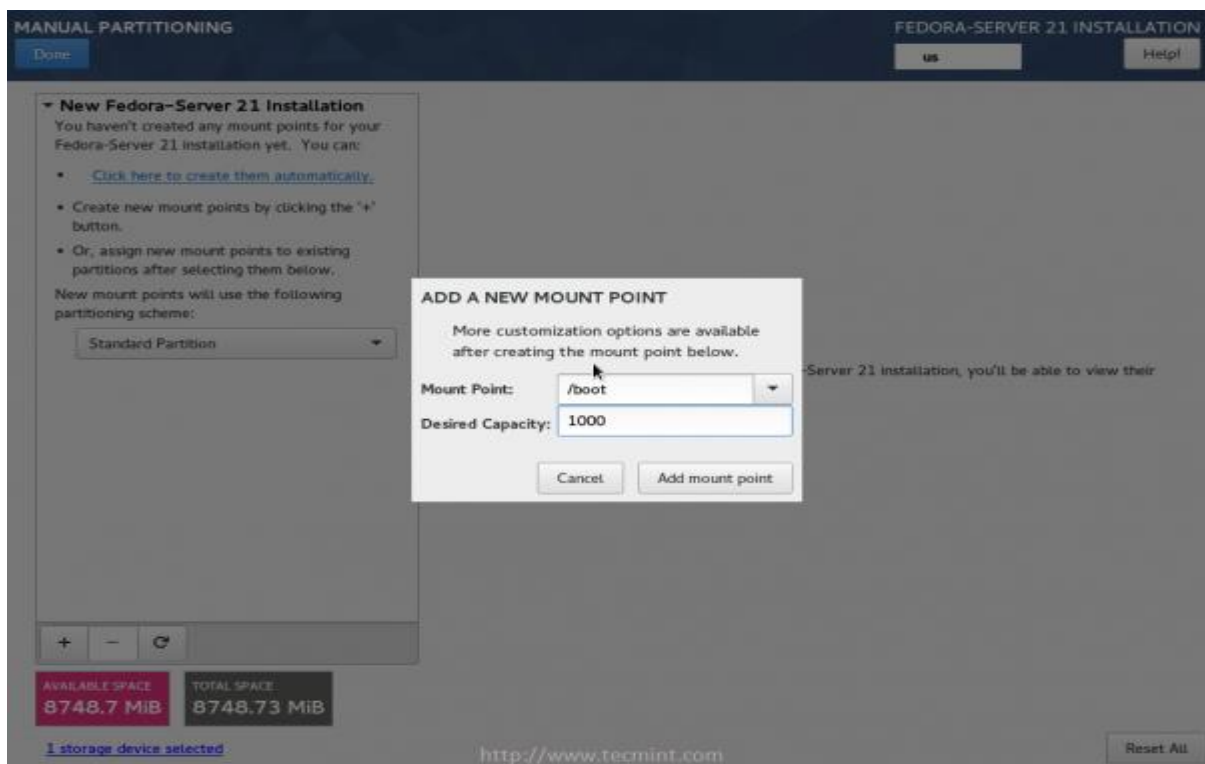 MANUAL PARTITIONING
FEDORA-SERVER 21 INSTALLATION
Done
us
Help!
New Fedora-Server 21 Installation
You haven't created any mount points for your
Fedora-Server 21 installation yet. You can:
• Click here to create them automatically.
• Create new mount points by clicking the '+'
button.
• Or, assign new mount points to existing
partitions after selecting them below.
New mount points will use the following
partitioning scheme:
Standard Partition
ADD A NEW MOUNT POINT
More customization options are available
after creating the mount point below.
Mount Point: /boot
Desired Capacity: 1000
Cancel
Add mount point
-Server 21 installation, you'll be able to view their
+ −
AVAILABLE SPACE
8748.7 MiB
TOTAL SPACE
8748.73 MiB
1 storage device selected
http://www.tecmint.com
Reset All